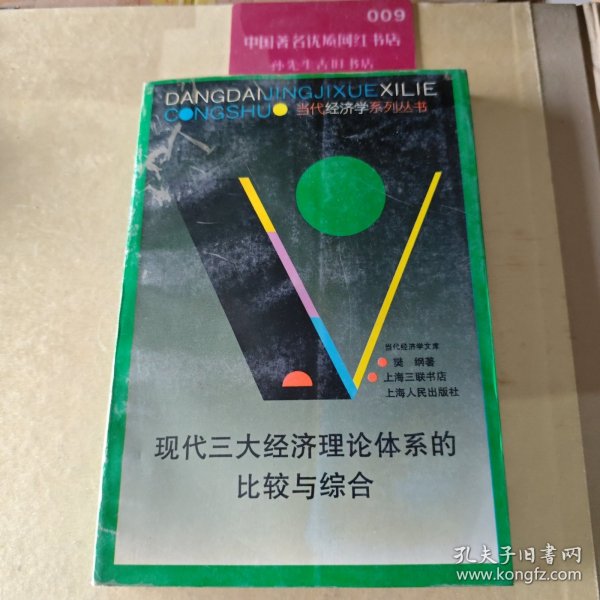 009
中国著名优质网红书店
孙先生古旧书店
DANGDAIJINGJIXUEXILIE
CONGSHU 当代经济学系列丛书
当代经济学文库
樊 纲著
上海三联书店
上海人民出版社
现代三大经济理论体系的
比较与综合
孔夫子旧书网
www.kongfz.com